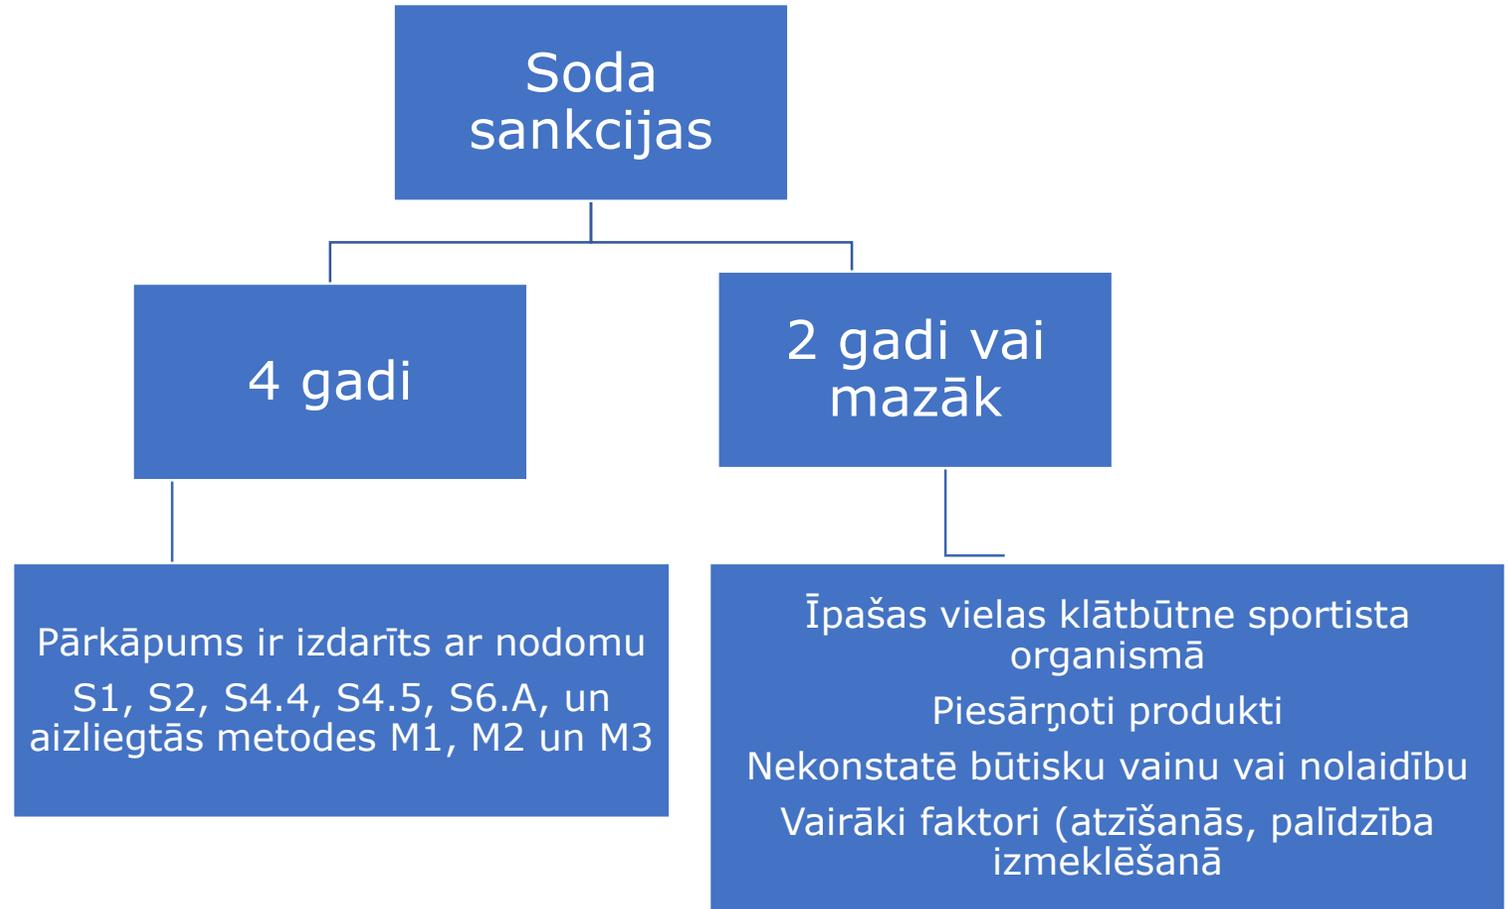 Soda
sankcijas
4 gadi
2 gadi vai
mazāk
Pārkāpums ir izdarīts ar nodomu
S1, S2, S4.4, S4.5, S6.A, un
aizliegtās metodes M1, M2 un M3
Īpašas vielas klātbūtne sportista
organismā
Piesārņoti produkti
Nekonstatē būtisku vainu vai nolaidību
Vairāki faktori (atzīšanās, palīdzība
izmeklēšanā